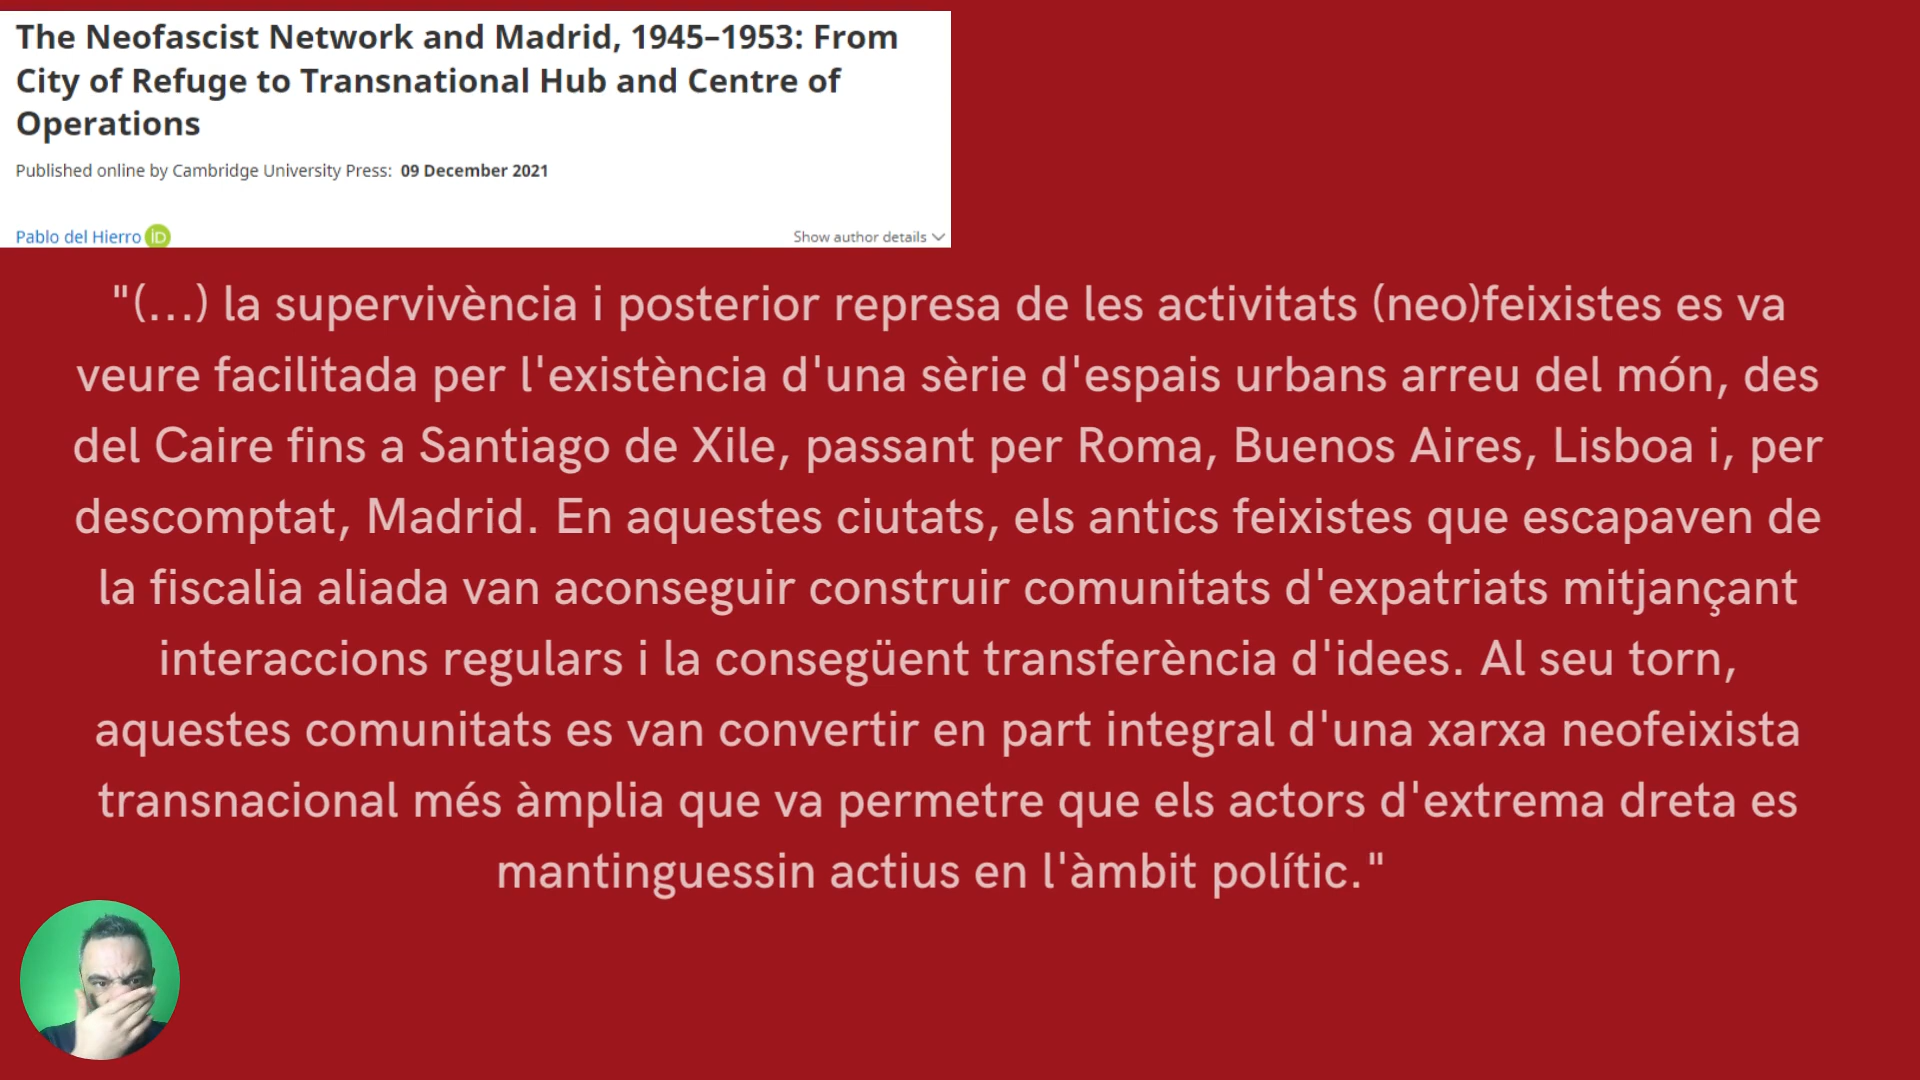 The Neofascist Network and Madrid, 1945–1953: From
City of Refuge to Transnational Hub and Centre of
Operations
Published online by Cambridge University Press: 09 December 2021
Pablo del Hierro iD
Show author details
"(...) la supervivència i posterior represa de les activitats (neo)feixistes es va
veure facilitada per l'existència d'una sèrie d'espais urbans arreu del món, des
del Caire fins a Santiago de Xile, passant per Roma, Buenos Aires, Lisboa i, per
descomptat, Madrid. En aquestes ciutats, els antics feixistes que escapaven de
la fiscalia aliada van aconseguir construir comunitats d'expatriats mitjançant
interaccions regulars i la consegüent transferència d'idees. Al seu torn,
aquestes comunitats es van convertir en part integral d'una xarxa neofeixista
transnacional més àmplia que va permetre que els actors d'extrema dreta es
mantinguessin actius en l'àmbit polític."